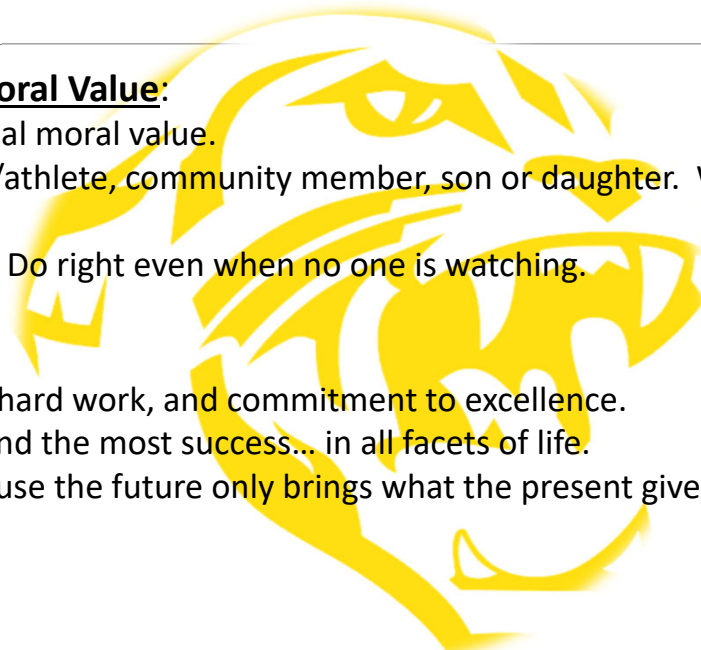 oral Value:
al moral value.
/athlete, community member, son or daughter. W
Do right even when no one is watching.
hard work, and commitment to excellence.
nd the most success… in all facets of life.
use the future only brings what the present give